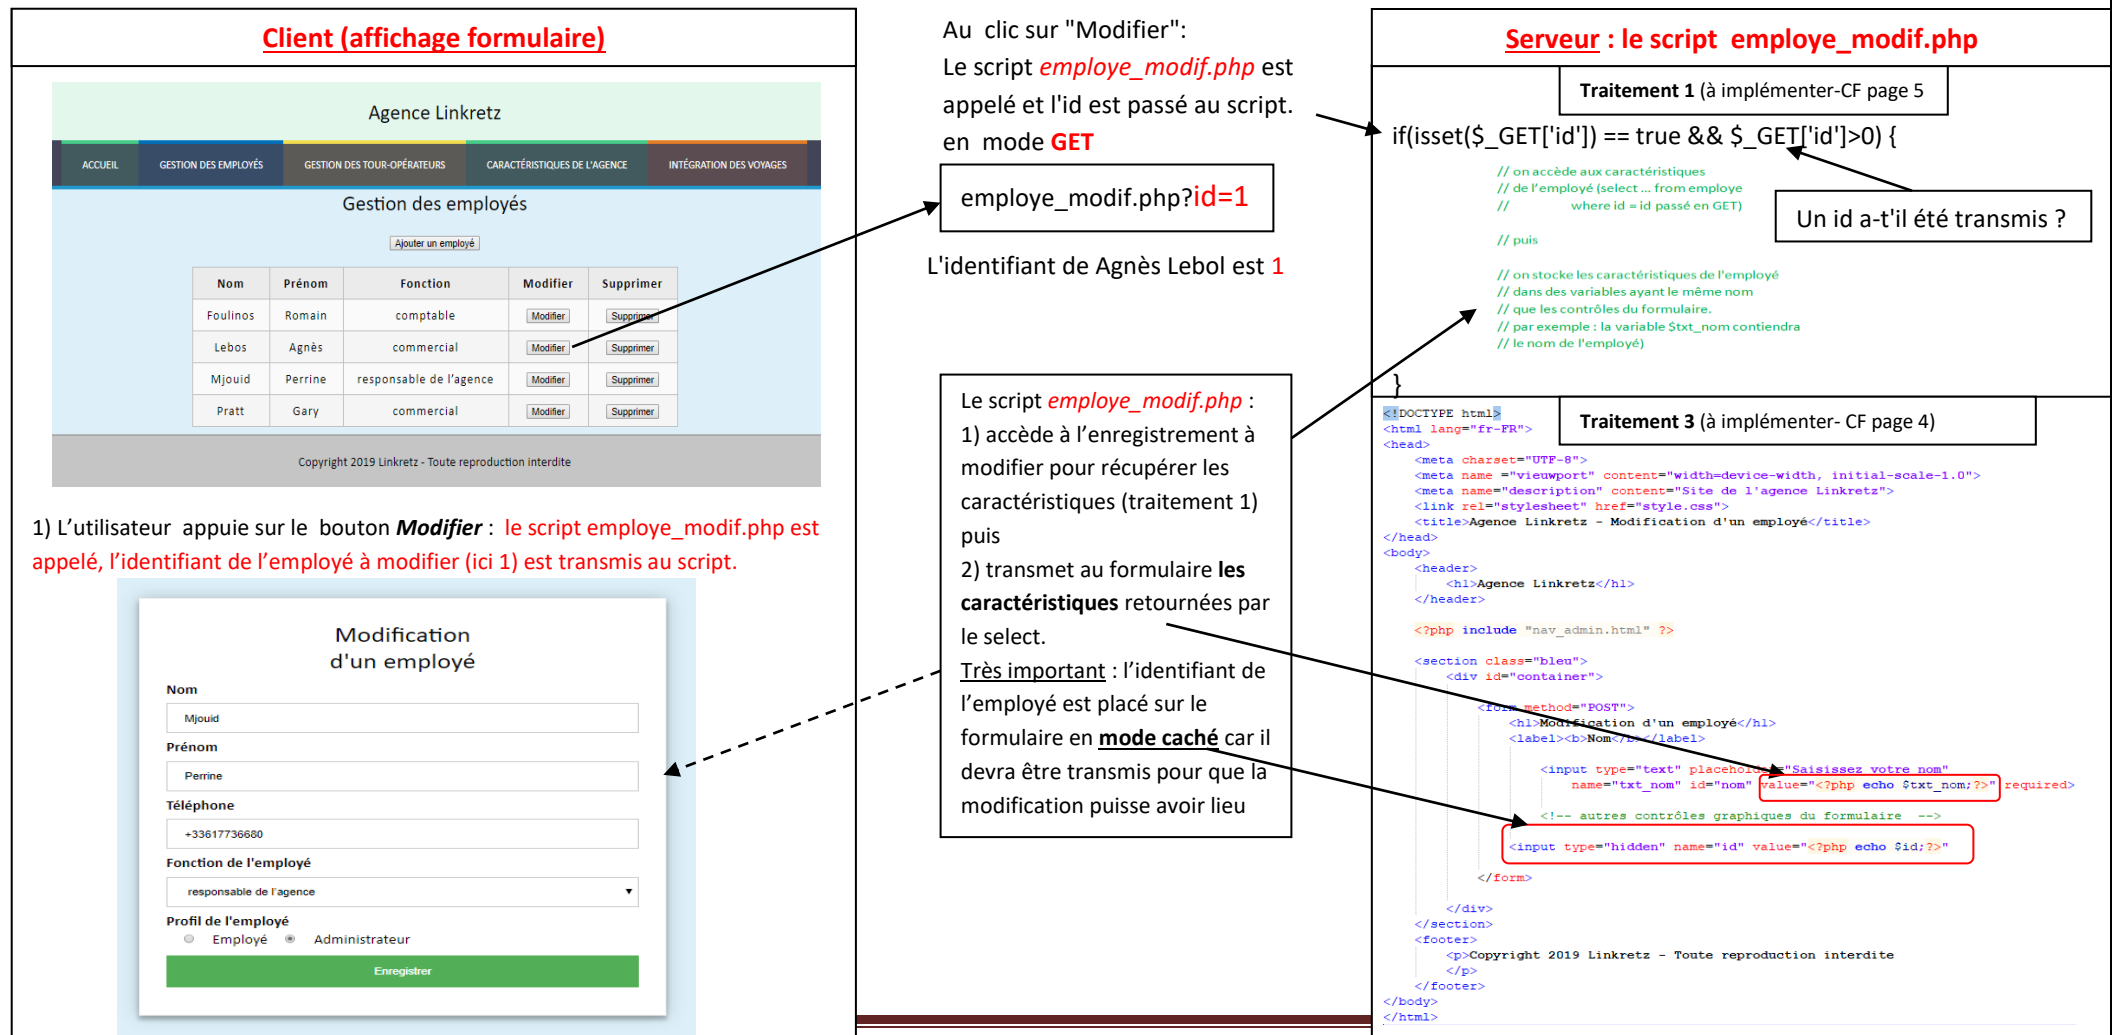 Client (affichage formulaire)
Agence Linkretz
ACCUEIL
GESTION DES EMPLOYÉS
GESTION DES TOUR-OPÉRATEURS
CARACTÉRISTIQUES DE L'AGENCE
INTÉGRATION DES VOYAGES
Gestion des employés
Ajouter un employé
Nom Prénom Fonction Modifier Supprimer
Foulinos Romain comptable Modifier Supprimer
Lebos Agnès commercial Modifier Supprimer
Mjouid Perrine responsable de l'agence Modifier Supprimer
Pratt Gary commercial Modifier Supprimer
Copyright 2019 Linkretz - Toute reproduction interdite
1) L’utilisateur appuie sur le bouton Modifier : le script employe_modif.php est
appelé, l’identifiant de l’employé à modifier (ici 1) est transmis au script.
Modification
d'un employé
Nom
Mjouid
Prénom
Perrine
Téléphone
+33617736680
Fonction de l'employé
responsable de l'agence
Profil de l'employé
Employé Administrateur
Enregistrer
Au clic sur "Modifier":
Le script employe_modif.php est
appelé et l'id est passé au script.
en mode GET
employe_modif.php?id=1
L'identifiant de Agnès Lebol est 1
Le script employe_modif.php :
1) accède à l’enregistrement à
modifier pour récupérer les
caractéristiques (traitement 1)
puis
2) transmet au formulaire les
caractéristiques retournées par
le select.
Très important : l’identifiant de
l’employé est placé sur le
formulaire en mode caché car il
devra être transmis pour que la
modification puisse avoir lieu
Serveur : le script employe_modif.php
Traitement 1 (à implémenter-CF page 5
if(isset($_GET['id']) == true && $_GET['id']>0) {
// on accède aux caractéristiques
// de l'employé (select ... from employe
// where id = id passé en GET)
Un id a-t'il été transmis ?
// puis
// on stocke les caractéristiques de l'employé
// dans des variables ayant le même nom
// que les contrôles du formulaire.
// par exemple : la variable $txt_nom contiendra
// le nom de l'employé)
}
Traitement 3 (à implémenter- CF page 4)
<!DOCTYPE html>
<html lang="fr-FR">
<head>
<meta charset="UTF-8">
<meta name ="vieuwport" content="width=device-width, initial-scale=1.0">
<meta name="description" content="Site de l'agence Linkretz">
<link rel="stylesheet" href="style.css">
<title>Agence Linkretz - Modification d'un employé</title>
</head>
<body>
<header>
<h1>Agence Linkretz</h1>
</header>
<?php include "nav_admin.html" ?>
<section class="bleu">
<div id="container">
<form method="POST">
<h1>Modification d'un employé</h1>
<label><b>Nom</b></label>
<input type="text" placeholder="Saisissez votre nom"
name="txt_nom" id="nom" value="<?php echo $txt_nom;?>" required>
<!-- autres contrôles graphiques du formulaire -->
<input type="hidden" name="id" value="<?php echo $id;?>"
</form>
</div>
</section>
<footer>
<p>Copyright 2019 Linkretz - Toute reproduction interdite
</p>
</footer>
</body>
</html>